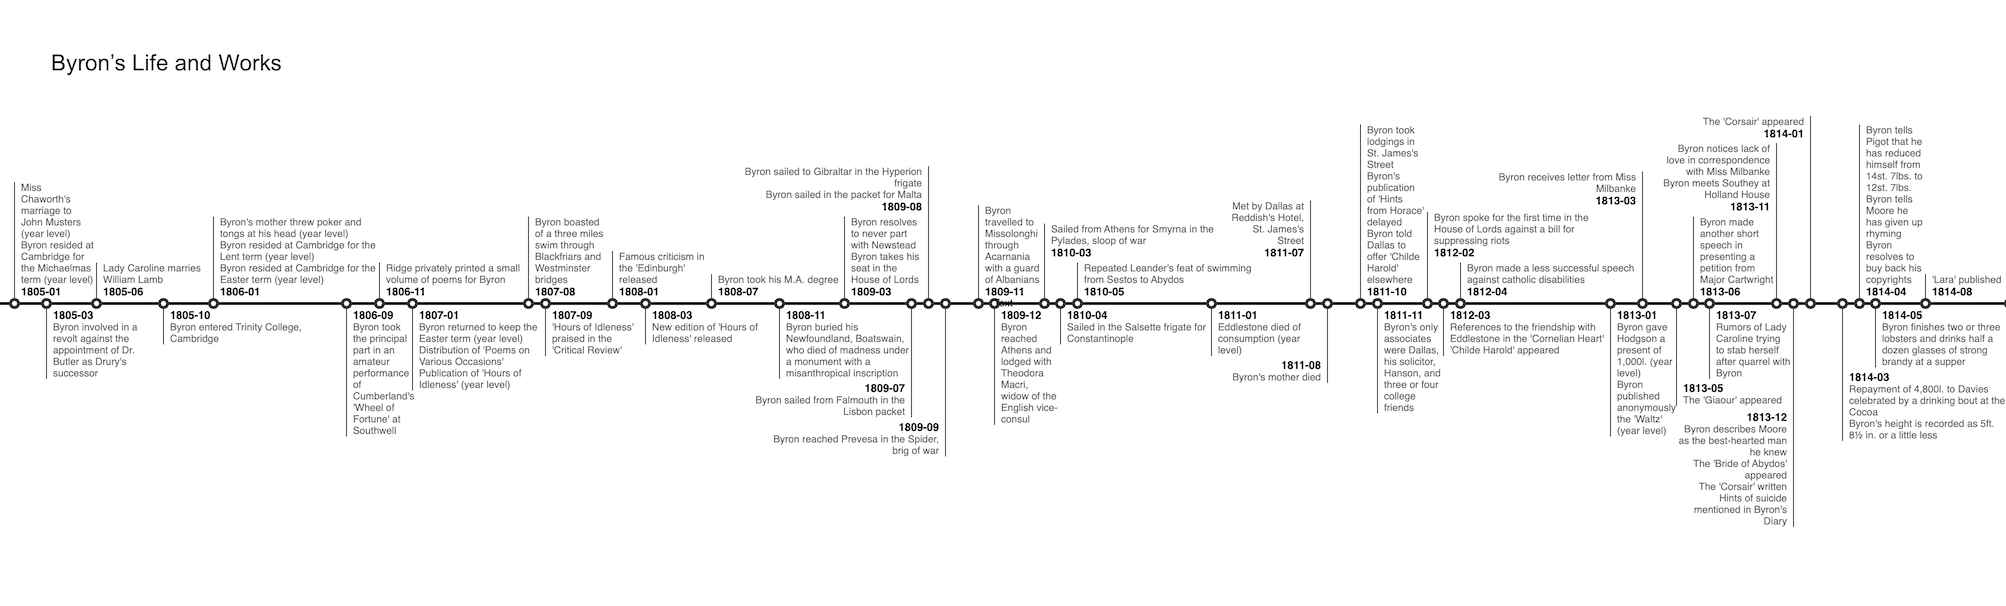 Byron's Life and Works
Miss
Chaworth's
marriage to
John Musters
(year level)
Byron resided at
Cambridge for
the Michaelmas
term (year level)
1805-01
1805-03
Byron involved in a
revolt against the
appointment of Dr.
Butler as Drury's
successor
Lady Caroline marries
William Lamb
1805-06
1805-10
Byron entered Trinity College,
Cambridge
Byron's mother threw poker and
tongs at his head (year level)
Byron resided at Cambridge for the
Lent term (year level)
Byron resided at Cambridge for the
Easter term (year level)
1806-01
1806-09
Byron took
the principal
part in an
amateur
performance
of
Cumberland's
'Wheel of
Fortune' at
Southwell
Ridge privately printed a small
volume of poems for Byron
1806-11
1807-01
Byron returned to keep the
Easter term (year level)
Distribution of 'Poems on
Various Occasions'
Publication of 'Hours of
Idleness' (year level)
Byron boasted
of a three miles
swim through
Blackfriars and
Westminster
bridges
1807-08
1807-09
'Hours of Idleness'
praised in the
'Critical Review'
Famous criticism in
the 'Edinburgh'
released
1808-01
1808-03
New edition of 'Hours of
Idleness' released
Byron took his M.A. degree
1808-07
1808-11
Byron buried his
Newfoundland, Boatswain,
who died of madness under
a monument with a
misanthropical inscription
Byron resolves
to never part
with Newstead
Byron takes his
seat in the
House of Lords
1809-03
1809-07
Byron sailed from Falmouth in the
Lisbon packet
Byron sailed to Gibraltar in the Hyperion
frigate
Byron sailed in the packet for Malta
1809-08
1809-09
Byron reached Prevesa in the Spider,
brig of war
Byron
travelled to
Missolonghi
through
Acarnania
with a guard
of Albanians
1809-11
1809-12
Byron
reached
Athens and
lodged with
Theodora
Macri,
widow of the
English vice-
consul
Sailed from Athens for Smyrna in the
Pylades, sloop of war
1810-03
1810-04
Sailed in the Salsette frigate for
Constantinople
Repeated Leander's feat of swimming
from Sestos to Abydos
1810-05
1811-01
Eddlestone died of
consumption (year
level)
Met by Dallas at
Reddish's Hotel,
St. James's
Street
1811-07
1811-08
Byron's mother died
Byron took
lodgings in
St. James's
Street
Byron's
publication
of 'Hints
from Horace'
delayed
Byron told
Dallas to
offer 'Childe
Harold'
elsewhere
1811-10
1811-11
Byron's only
associates
were Dallas,
his solicitor,
Hanson, and
three or four
college
friends
Byron spoke for the first time in the
House of Lords against a bill for
suppressing riots
1812-02
1812-03
References to the friendship with
Eddlestone in the 'Cornelian Heart'
'Childe Harold' appeared
Byron made a less successful speech
against catholic disabilities
1812-04
1813-01
Byron gave
Hodgson a
present of
1,000l. (year
level)
Byron
published
anonymously
the 'Waltz'
(year level)
Byron receives letter from Miss
Milbanke
1813-03
1813-05
The 'Giaour' appeared
Byron made
another short
speech in
presenting a
petition from
Major Cartwright
1813-06
1813-07
Rumors of Lady
Caroline trying
to stab herself
after quarrel with
Byron
Byron notices lack of
love in correspondence
with Miss Milbanke
Byron meets Southey at
Holland House
1813-11
1813-12
Byron describes Moore
as the best-hearted man
he knew
The 'Bride of Abydos'
appeared
The 'Corsair' written
Hints of suicide
mentioned in Byron's
Diary
The 'Corsair' appeared
1814-01
1814-03
Repayment of 4,800l. to Davies
celebrated by a drinking bout at the
Cocoa
Byron's height is recorded as 5ft.
8½ in. or a little less
Byron tells
Pigot that he
has reduced
himself from
14st. 7lbs. to
12st. 7lbs.
Byron tells
Moore he
has given up
rhyming
Byron
resolves to
buy back his
copyrights
1814-04
1814-05
Byron finishes two or three
lobsters and drinks half a
dozen glasses of strong
brandy at a supper
'Lara' published
1814-08